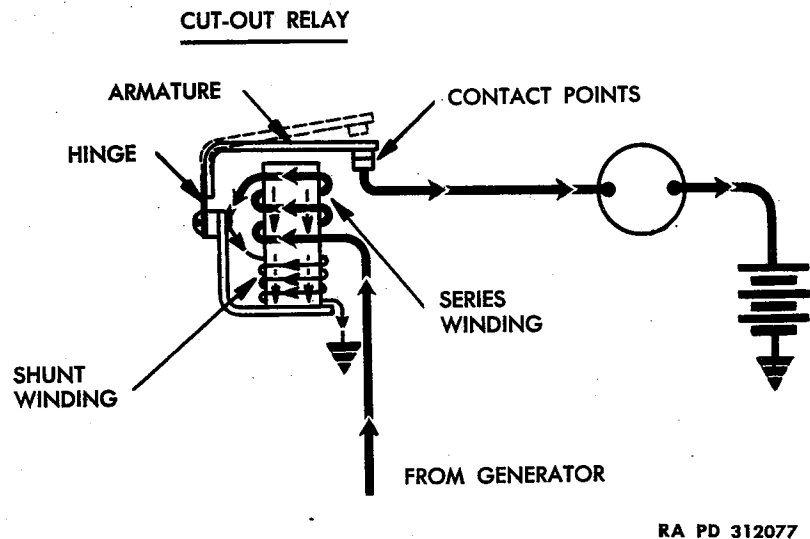 CUT-OUT RELAY
ARMATURE
CONTACT POINTS
HINGE
SERIES
WINDING
SHUNT
WINDING
FROM GENERATOR
RA PD 312077